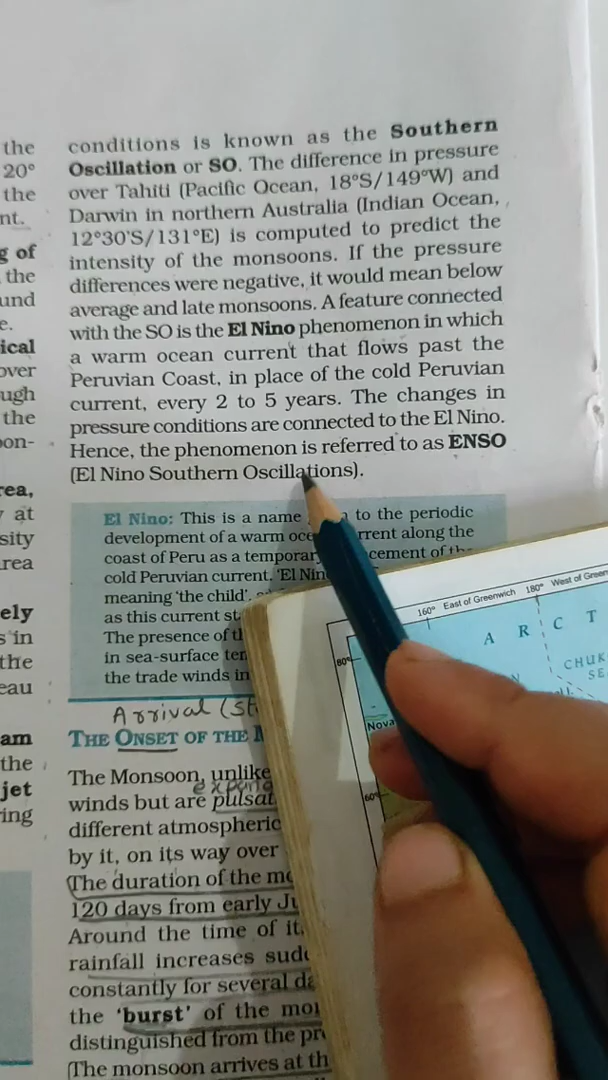 the
20°
the
nt.
g of
the
und
e.
ical
over
ugh
the
on-
rea,
at
sity
rea
ely
s in
the
eau
am
the
jet
ring
conditions is known as the Southern
Oscillation or SO. The difference in pressure
over Tahiti (Pacific Ocean, 18°S/149°W) and
Darwin in northern Australia (Indian Ocean,
12°30'S/131°E) is computed to predict the
intensity of the monsoons. If the pressure
differences were negative, it would mean below
average and late monsoons. A feature connected
with the SO is the El Nino phenomenon in which
a warm ocean current that flows past the
Peruvian Coast, in place of the cold Peruvian
current, every 2 to 5 years. The changes in
pressure conditions are connected to the El Nino.
Hence, the phenomenon is referred to as ENSO
(El Nino Southern Oscillations).
El Nino: This is a name to the periodic
development of a warm oce rrent along the
coast of Peru as a temporar cement of
cold Peruvian current. 'El Nin
meaning 'the child',
as this current st
The presence of t
in sea-surface te
the trade winds in
Arrival (st
THE ONSET OF THE M
The Monsoon, unlike
winds but are pulsat
different atmospheric
by it, on its way over
(The duration of the mo
120 days from early Ju
Around the time of it
rainfall increases sud
constantly for several da
the 'burst' of the mo
distinguished from the pr
(The monsoon arrives at th
160° East of Greenwich 180° West of Green
80°
A R C T
CHUK
SE
Nova
60°